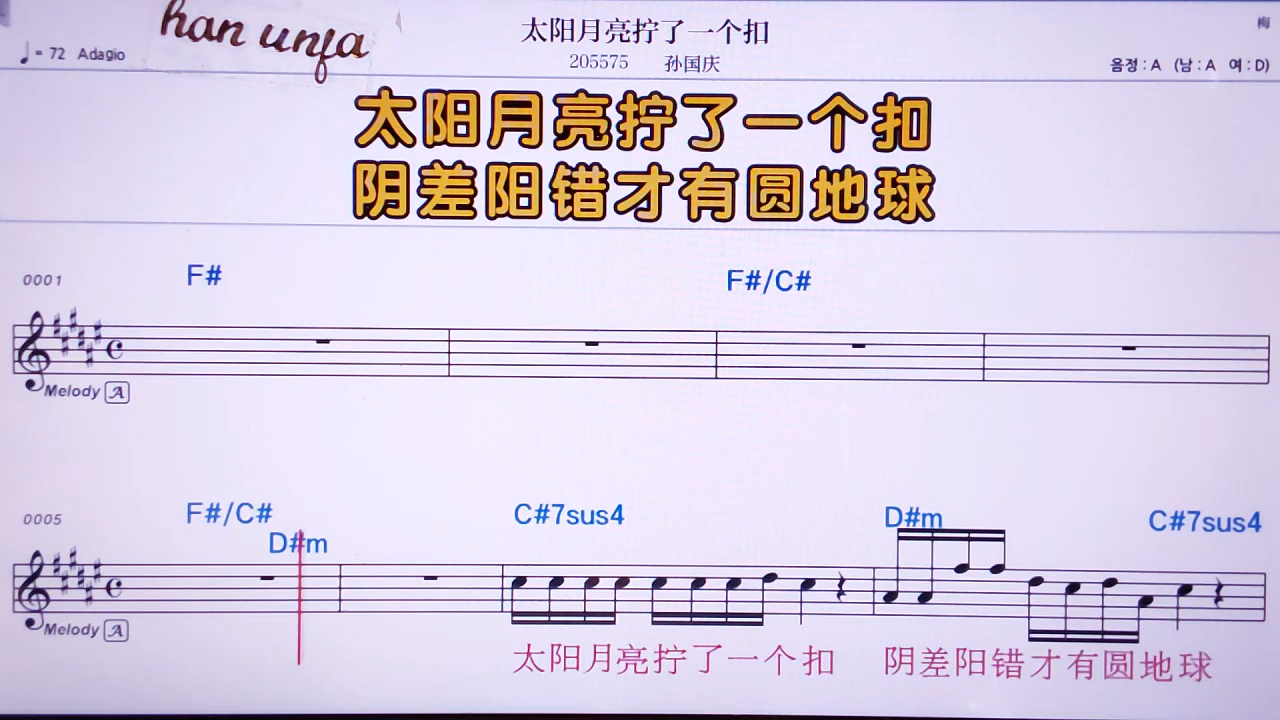 han unfa
太阳月亮拧了一个扣
梅
♩= 72 Adagio
205575 孙国庆
음정 : A (남 : A 여 : D)
太阳月亮拧了一个扣
阴差阳错才有圆地球
0001 F# F#/C#
Melody A
0005 F#/C# D#m C#7sus4 D#m C#7sus4
Melody A
太阳月亮拧了一个扣 阴差阳错才有圆地球